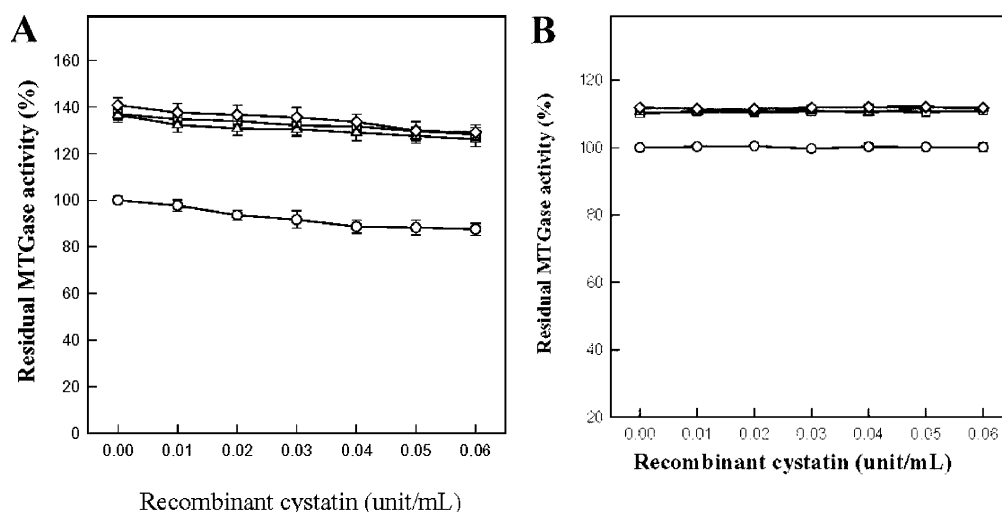 A
Residual MTGase activity (%)
160
140
120
100
80
60
40
20
0
0.00 0.01 0.02 0.03 0.04 0.05 0.06
Recombinant cystatin (unit/mL)
B
Residual MTGase activity (%)
120
100
80
60
40
20
0.00 0.01 0.02 0.03 0.04 0.05 0.06
Recombinant cystatin (unit/mL)